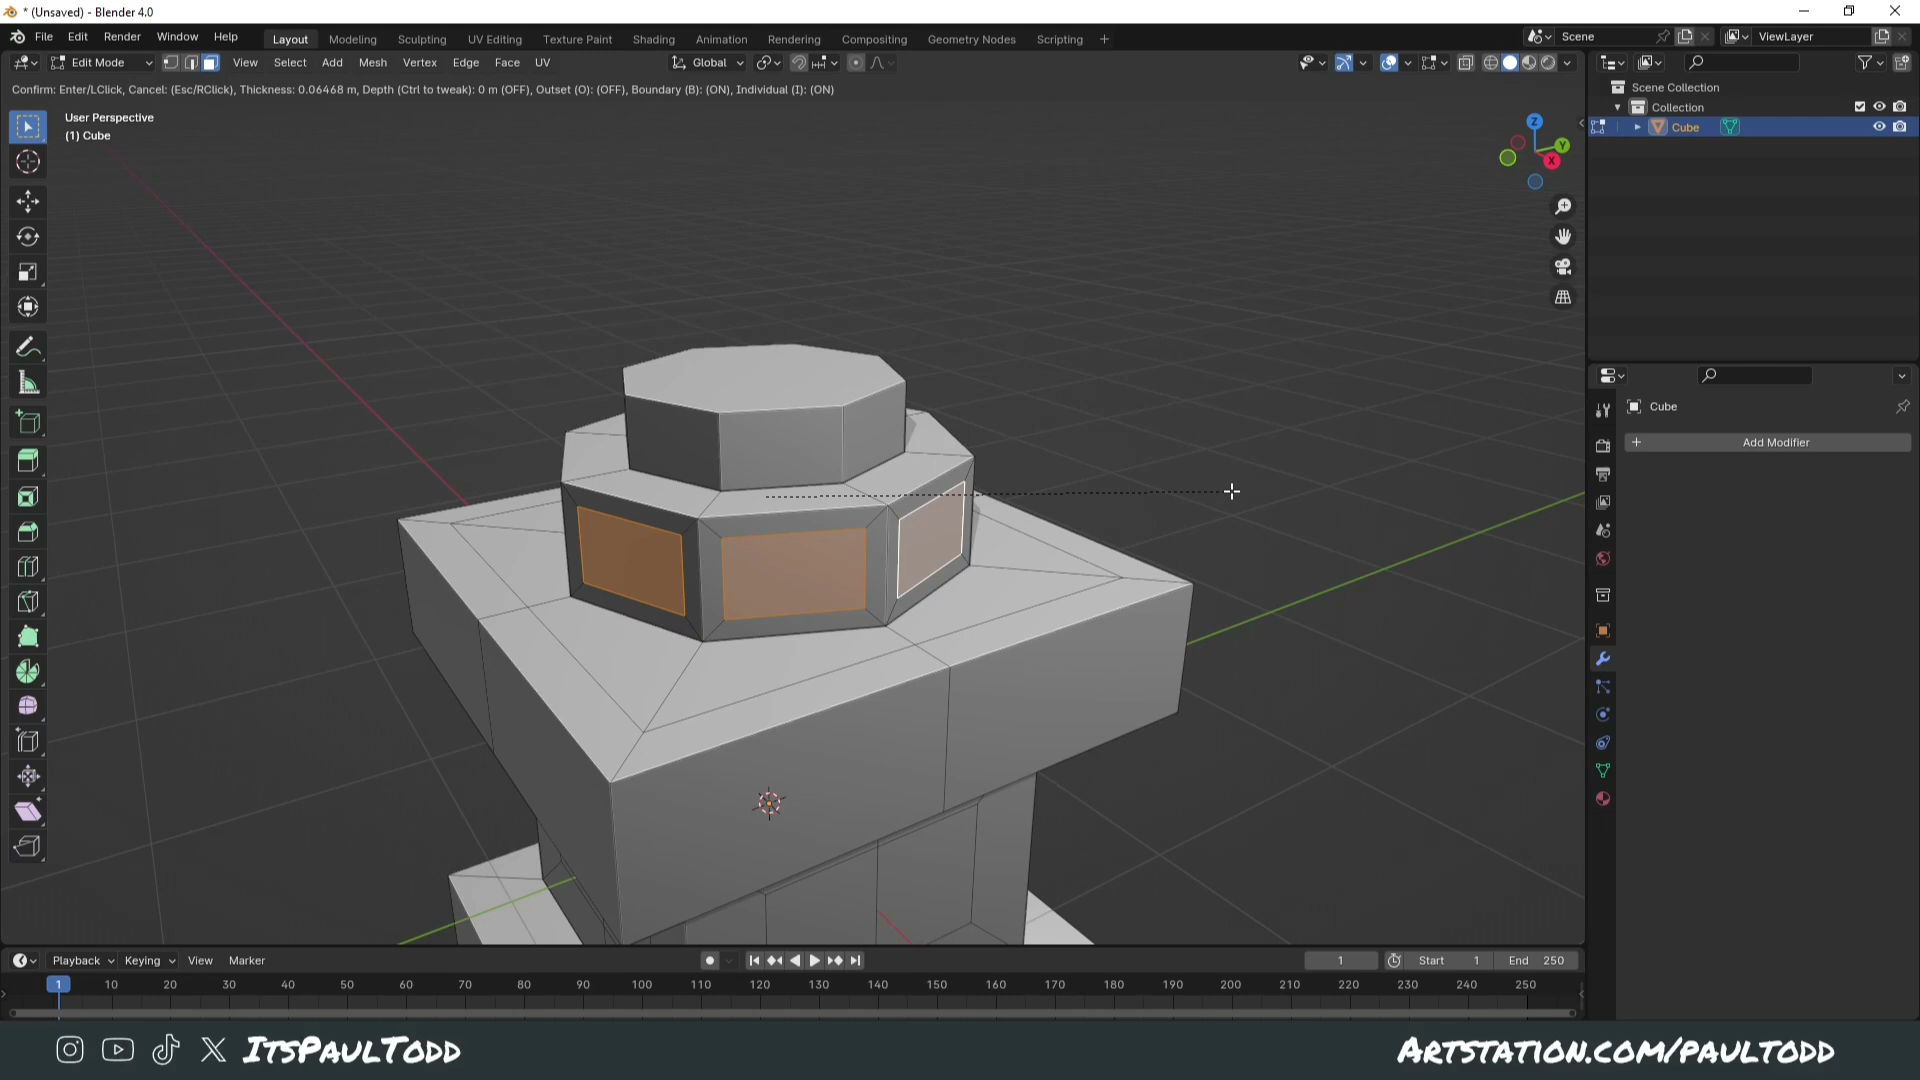 * (Unsaved) - Blender 4.0
File Edit Render Window Help
Layout Modeling Sculpting UV Editing Texture Paint Shading Animation Rendering Compositing Geometry Nodes Scripting +
Scene
ViewLayer
Edit Mode View Select Add Mesh Vertex Edge Face UV
Global
Confirm: Enter/LClick, Cancel: (Esc/RClick), Thickness: 0.06468 m, Depth (Ctrl to tweak): 0 m (OFF), Outset (O): (OFF), Boundary (B): (ON), Individual (I): (ON)
User Perspective
(1) Cube
Z
Y
X
Scene Collection
Collection
Cube
Cube
+ Add Modifier
Playback Keying View Marker
1
Start 1
End 250
1 10 20 30 40 50 60 70 80 90 100 110 120 130 140 150 160 170 180 190 200 210 220 230 240 250
ItsPaulTodd
Artstation.com/paultodd